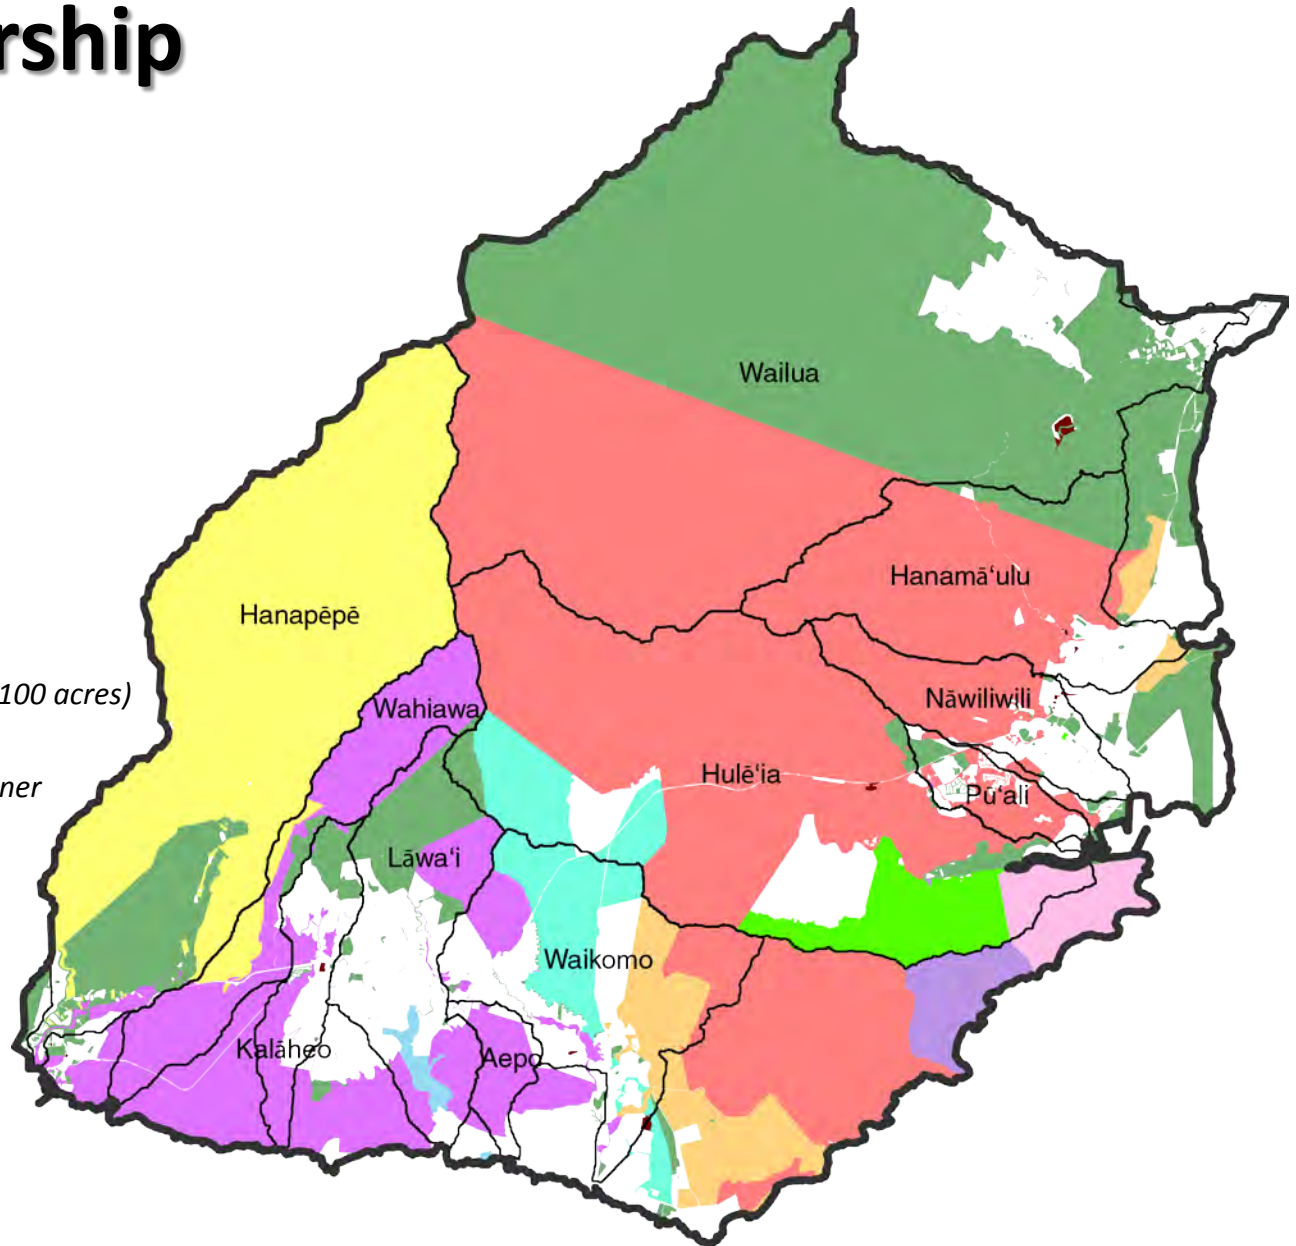 rship
Wailua
Hanamā‘ulu
Hanapēpē
100 acres)
Nāwiliwili
Wahiawa
Hulē‘ia
ner
Pū‘ali
Lāwa‘i
Waikomo
Kalāheo
Aepo